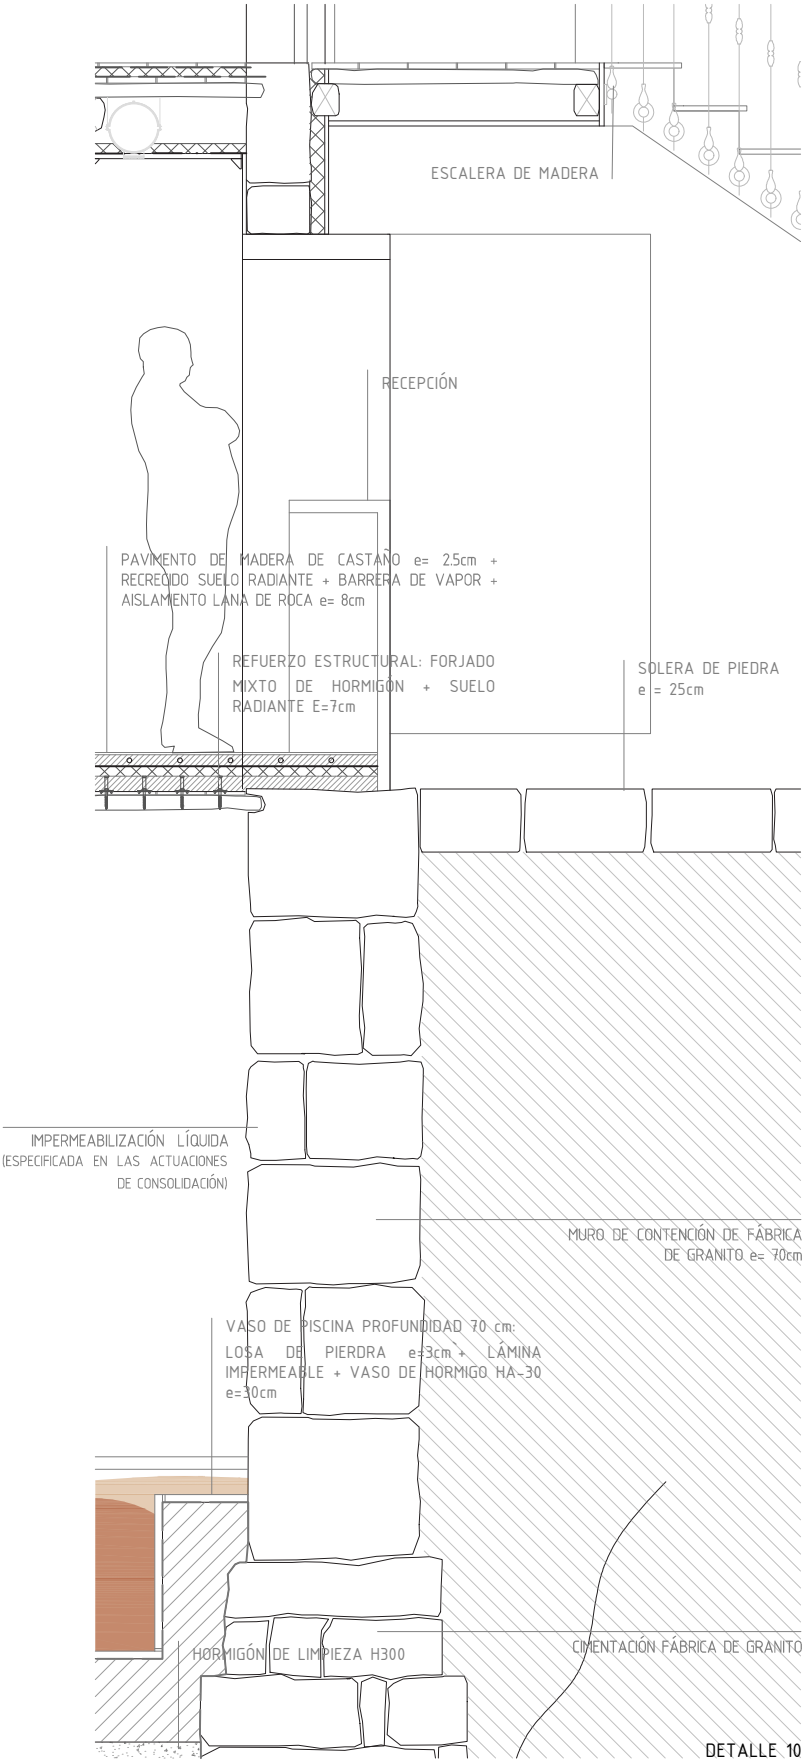 ESCALERA DE MADERA
RECEPCIÓN
PAVIMENTO DE MADERA DE CASTAÑO e= 2.5cm +
RECRECIDO SUELO RADIANTE + BARRERA DE VAPOR +
AISLAMIENTO LANA DE ROCA e= 8cm
REFUERZO ESTRUCTURAL: FORJADO
MIXTO DE HORMIGÓN + SUELO
RADIANTE E=7cm
SOLERA DE PIEDRA
e = 25cm
IMPERMEABILIZACIÓN LÍQUIDA
(ESPECIFICADA EN LAS ACTUACIONES
DE CONSOLIDACIÓN)
MURO DE CONTENCIÓN DE FÁBRICA
DE GRANITO e= 70cm
VASO DE PISCINA PROFUNDIDAD 70 cm:
LOSA DE PIERDRA e=3cm + LÁMINA
IMPERMEABLE + VASO DE HORMIGO HA-30
e=30cm
HORMIGÓN DE LIMPIEZA H300
CIMENTACIÓN FÁBRICA DE GRANITO
DETALLE 10